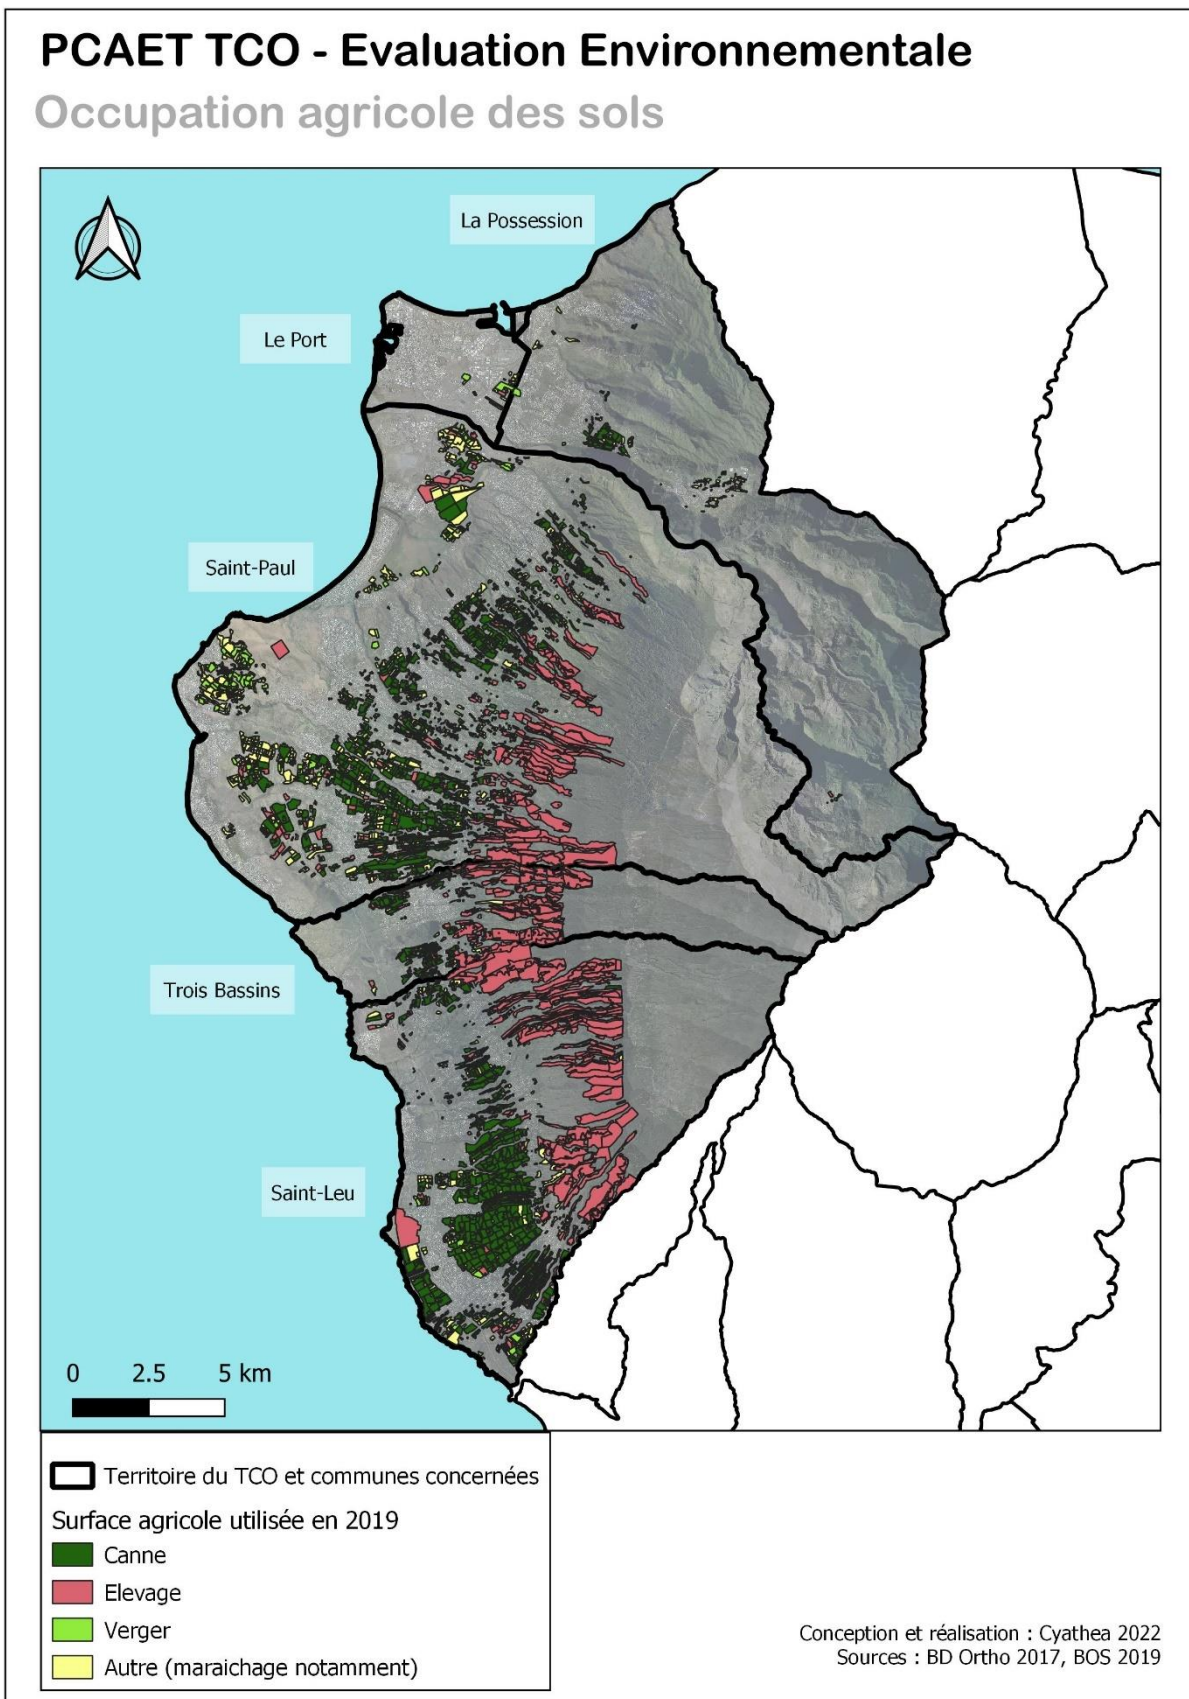 PCAET TCO - Evaluation Environnementale
Occupation agricole des sols
La Possession
Le Port
Saint-Paul
Trois Bassins
Saint-Leu
0 2.5 5 km
Territoire du TCO et communes concernées
Surface agricole utilisée en 2019
Canne
Elevage
Verger
Autre (maraichage notamment)
Conception et réalisation : Cyathea 2022
Sources : BD Ortho 2017, BOS 2019